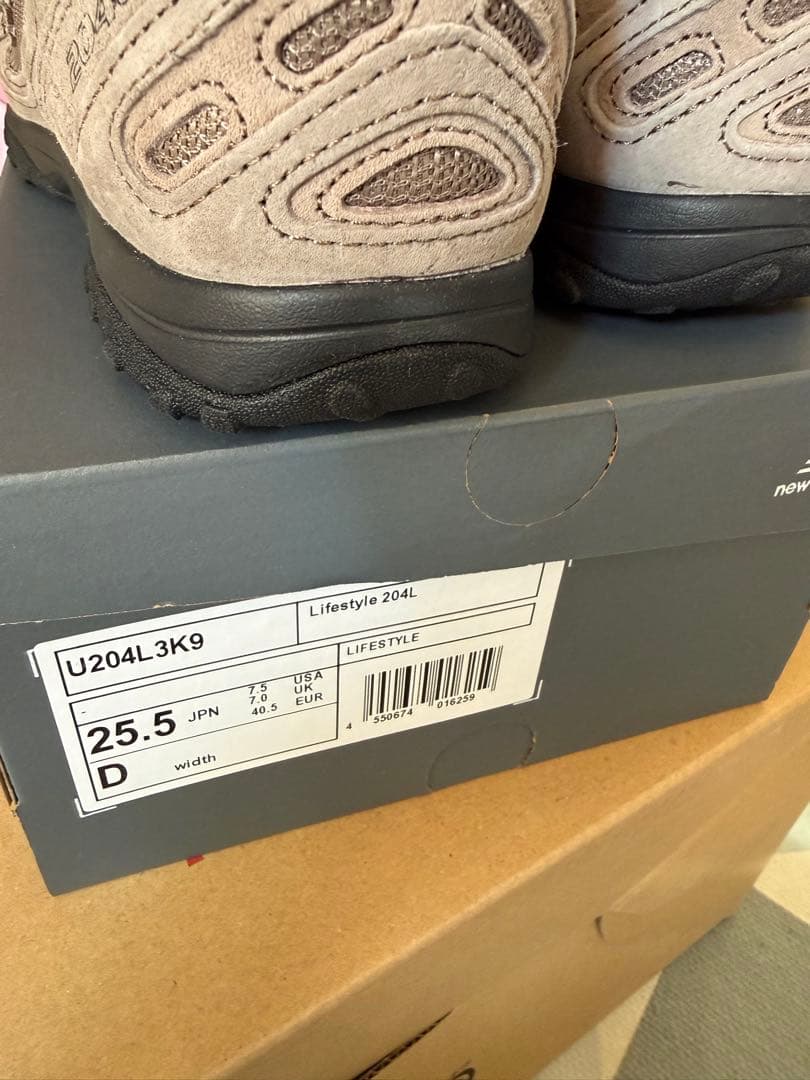 204L
new
U204L3K9
Lifestyle 204L
-
25.5 JPN
7.5 USA
7.0 UK
40.5 EUR
D width
LIFESTYLE
4 550674 016259